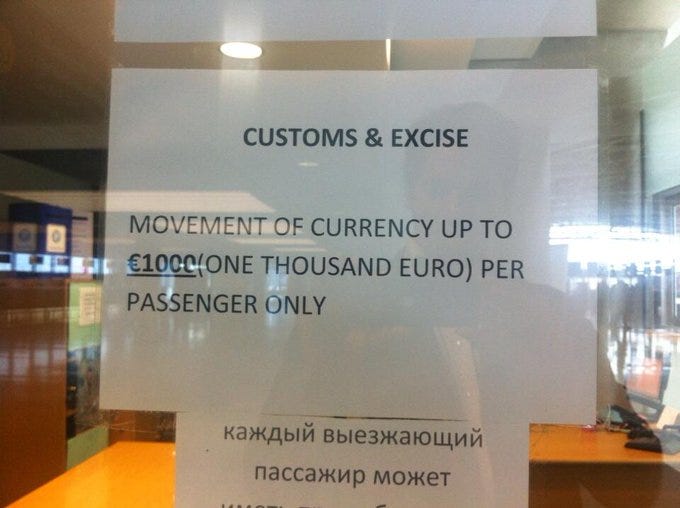 CUSTOMS & EXCISE
MOVEMENT OF CURRENCY UP TO
€1000(ONE THOUSAND EURO) PER
PASSENGER ONLY
каждый выезжающий
пассажир может